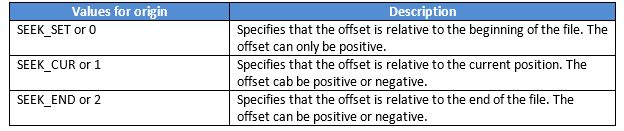 Values for origin Description
SEEK_SET or 0 Specifies that the offset is relative to the beginning of the file. The
offset can only be positive.
SEEK_CUR or 1 Specifies that the offset is relative to the current position. The
offset cab be positive or negative.
SEEK_END or 2 Specifies that the offset is relative to the end of the file. The
offset can be positive or negative.